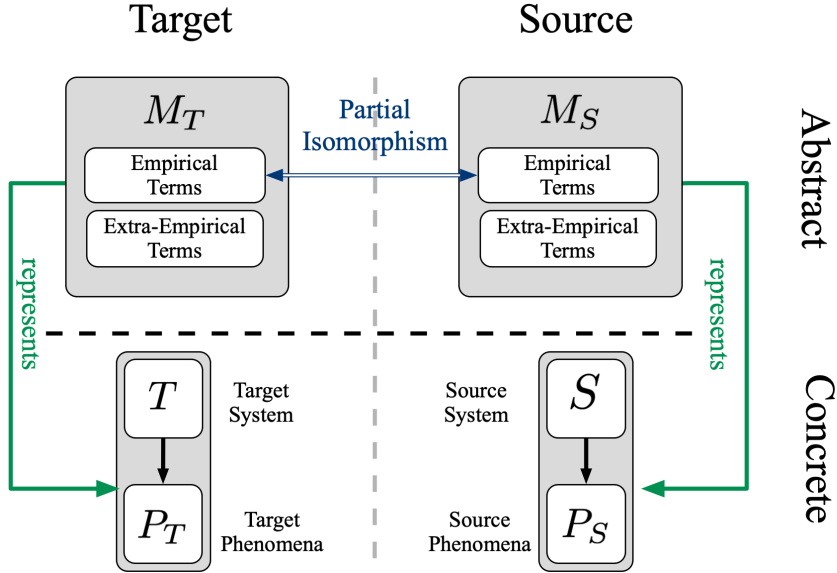 Target
Source
M_T
Partial
Isomorphism
M_S
Empirical
Terms
Empirical
Terms
Extra-Empirical
Terms
Extra-Empirical
Terms
represents
represents
Abstract
T
Target
System
Source
System
S
P_T
Target
Phenomena
Source
Phenomena
P_S
Concrete